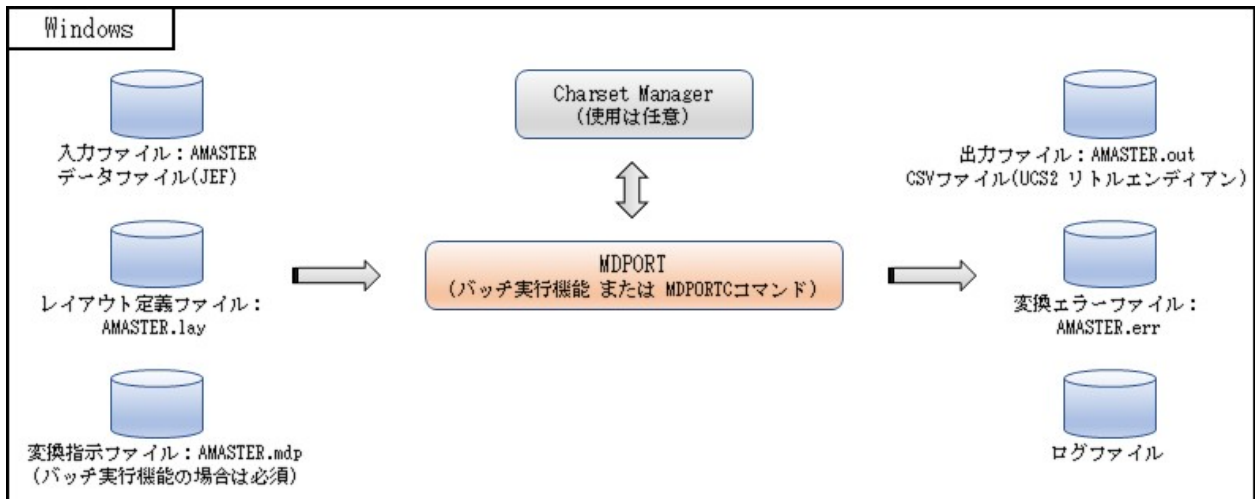 Windows
入力ファイル：AMASTER
データファイル(JEF)
レイアウト定義ファイル：
AMASTER.lay
変換指示ファイル：AMASTER.mdp
(バッチ実行機能の場合は必須)
Charset Manager
(使用は任意)
MDPORT
(バッチ実行機能 または MDPORTCコマンド)
出力ファイル：AMASTER.out
CSVファイル(UCS2 リトルエンディアン)
変換エラーファイル：
AMASTER.err
ログファイル